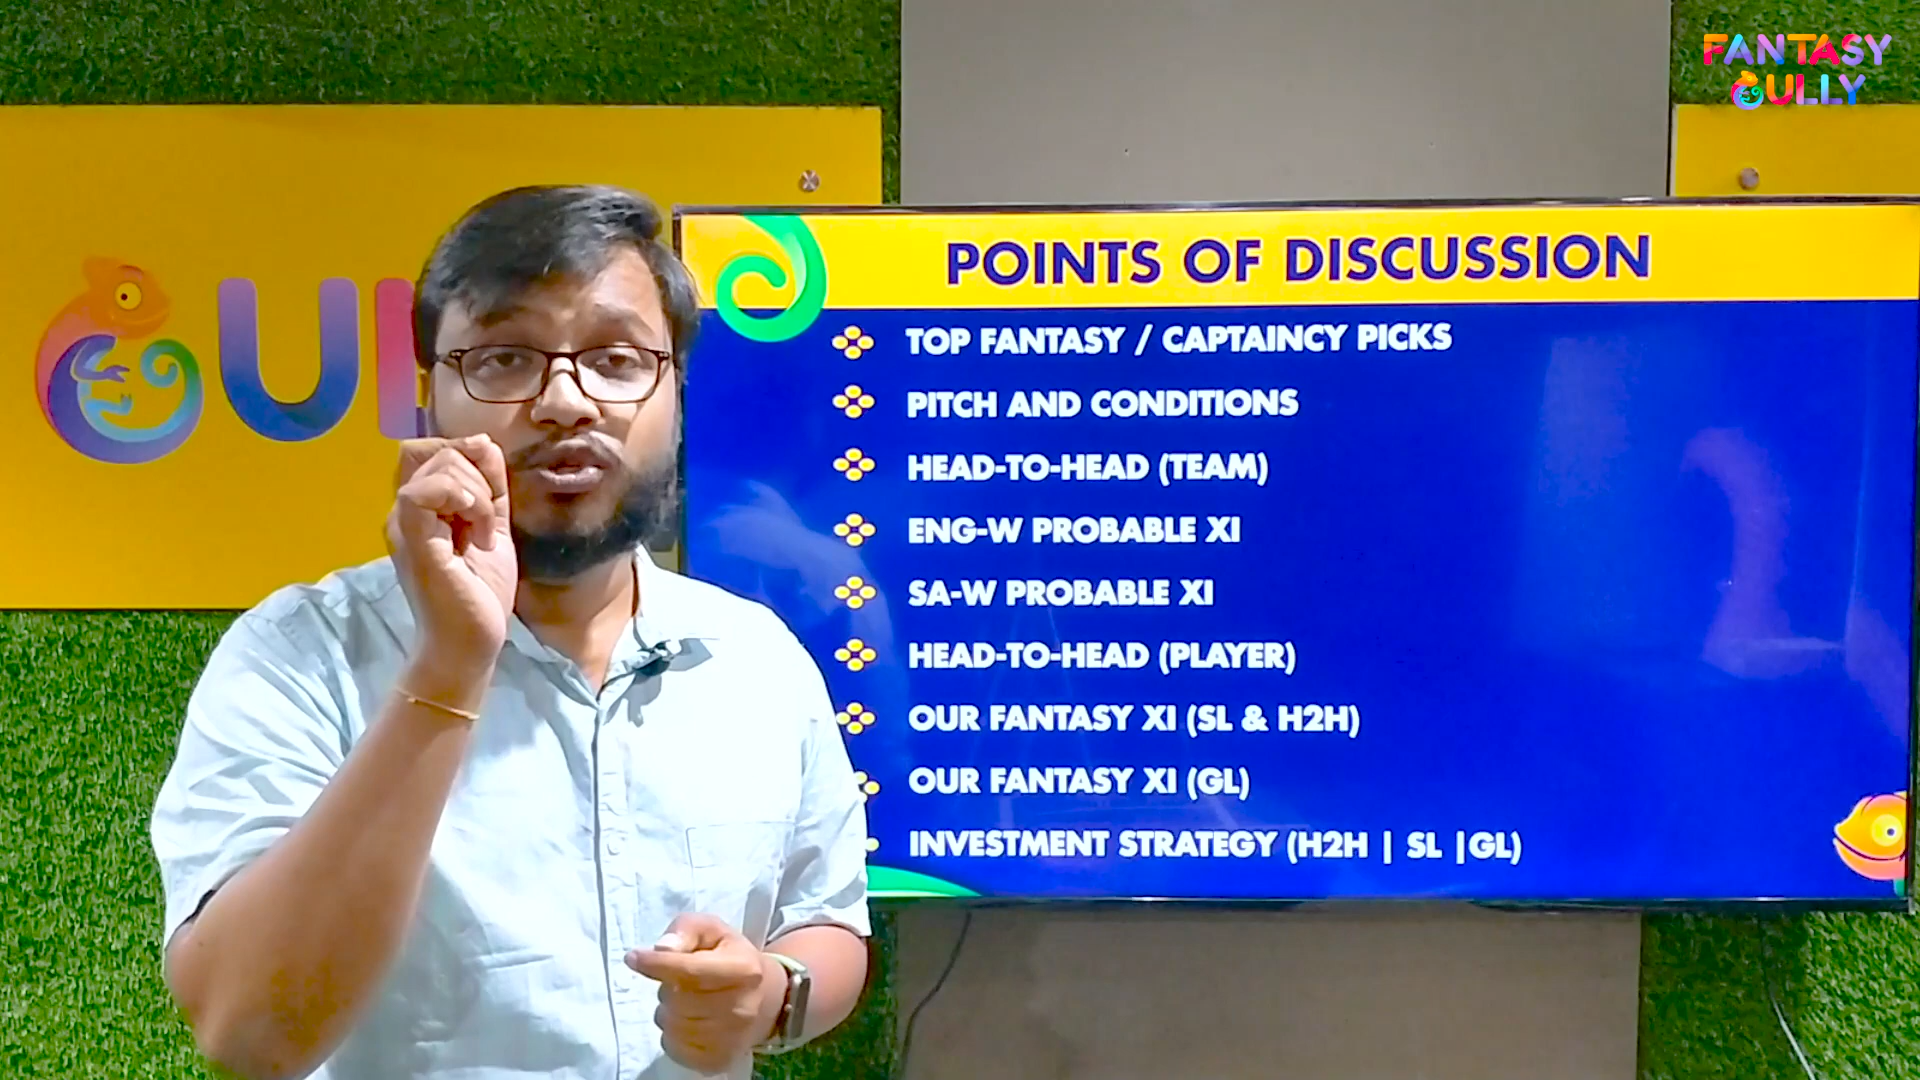 FANTASY
GULLY
GUL
POINTS OF DISCUSSION
TOP FANTASY / CAPTAINCY PICKS
PITCH AND CONDITIONS
HEAD-TO-HEAD (TEAM)
ENG-W PROBABLE XI
SA-W PROBABLE XI
HEAD-TO-HEAD (PLAYER)
OUR FANTASY XI (SL & H2H)
OUR FANTASY XI (GL)
INVESTMENT STRATEGY (H2H | SL |GL)